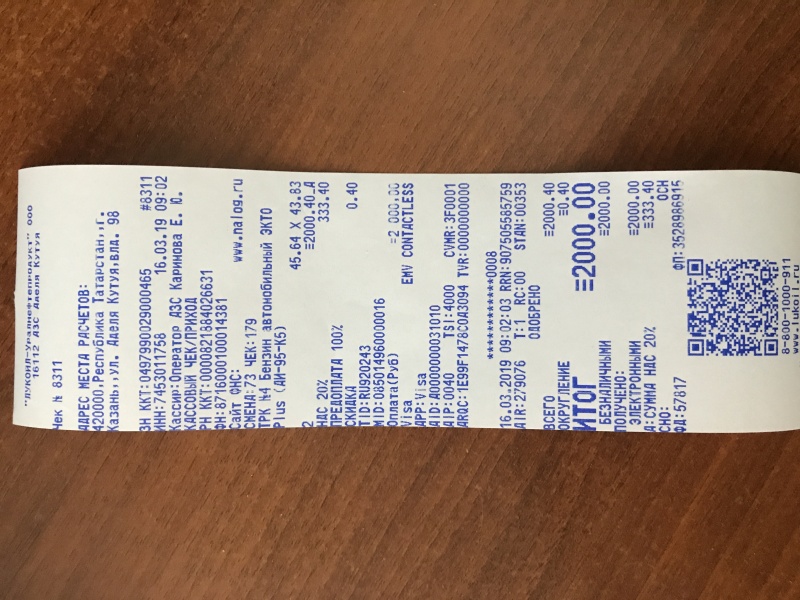 "ЛУКОЙЛ-Уралнефтепродукт" ООО
16112 АЗС Аделя Кутуя
Чек № 8311
АДРЕС МЕСТА РАСЧЕТОВ:
420000,Республика Татарстан,,г.
Казань,,ул. Аделя Кутуя,вла. 98
ЗН ККТ:04979900029000465 #8311
ИНН:7453011758 16.03.19 09:02
Кассир:Оператор АЗС Каринова Е. Ю.
КАССОВЫЙ ЧЕК/ПРИХОД
РН ККТ:0000821884026631
ФН:8716000100014381
Сайт ФНС: www.nalog.ru
СМЕНА:73 ЧЕК:179
ТРК №4 Бензин автомобильный ЭКТО
Plus (АИ-95-К5)
45.64 X 43.83
2 ≡2000.40_А
НДС 20% 333.40
ПРЕДОПЛАТА 100%
СКИДКА 0.40
TID:RU920243
MID:085014960000016
Оплата(Руб) =2 000.00
Visa
APP:Visa EMV CONTACTLESS
AID:A0000000031010
AIP:0040 TSI:4000 CVMR:3F0001
ARQC:1E99F1478C0A3094 TVR:0000000000
************0008
16.03.2019 09:02:03 RRN:907505585759
AIR:279076 T:1 RC:00 STAN:00353
ОДОБРЕНО
ВСЕГО ≡2000.40
ОКРУГЛЕНИЕ ≡0.40
ИТОГ ≡2000.00
БЕЗНАЛИЧНЫМИ ≡2000.00
ПОЛУЧЕНО:
ЭЛЕКТРОННЫМИ ≡2000.00
А:СУММА НДС 20% ≡333.40
СНО: ОСН
ФД:57817 ФП:3528986915
8-800-1000-911
www.lukoil.ru